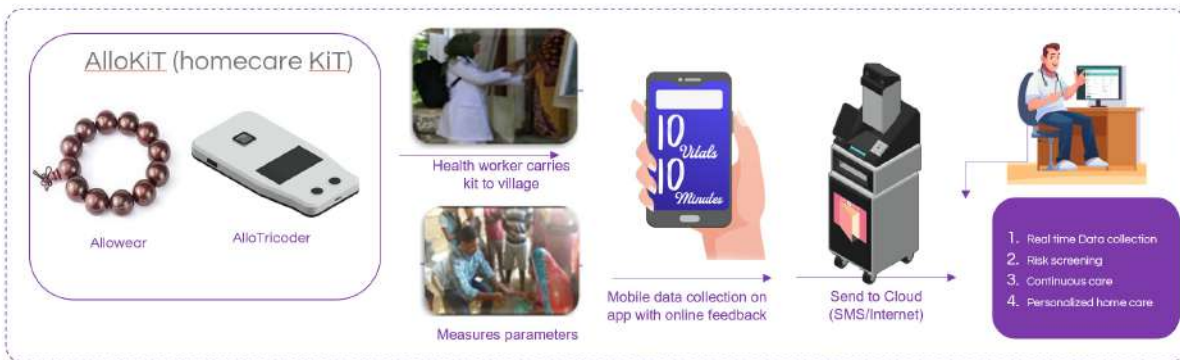 AlloKiT (homecare KiT)
Allowear
AlloTricoder
Health worker carries
kit to village
Measures parameters
10
Vitals
10
Minutes
Mobile data collection on
app with online feedback
Send to Cloud
(SMS/Internet)
1. Real time Data collection
2. Risk screening
3. Continuous care
4. Personalized home care